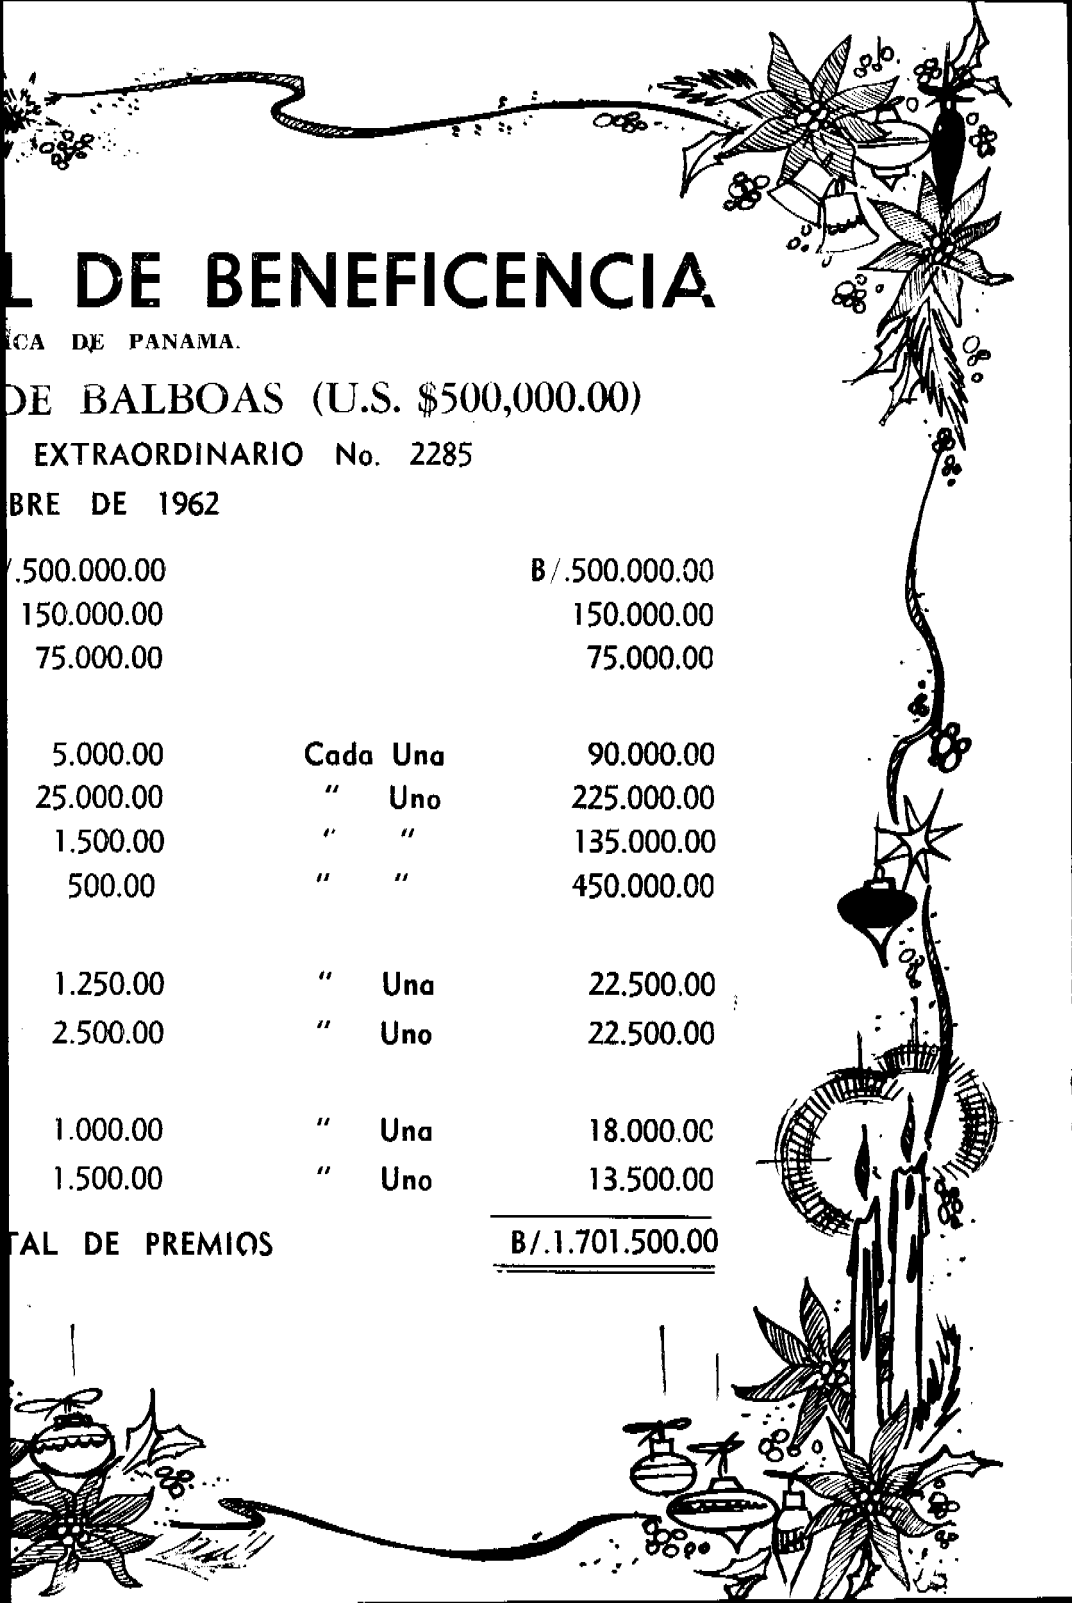 L DE BENEFICENCIA
ICA DE PANAMA.
DE BALBOAS (U.S. $500,000.00)
EXTRAORDINARIO No. 2285
BRE DE 1962
/.500.000.00 B/.500.000.00
150.000.00 150.000.00
75.000.00 75.000.00
5.000.00 Cada Una 90.000.00
25.000.00 " Uno 225.000.00
1.500.00 " " 135.000.00
500.00 " " 450.000.00
1.250.00 " Una 22.500.00
2.500.00 " Uno 22.500.00
1.000.00 " Una 18.000.00
1.500.00 " Uno 13.500.00
TAL DE PREMIOS B/.1.701.500.00